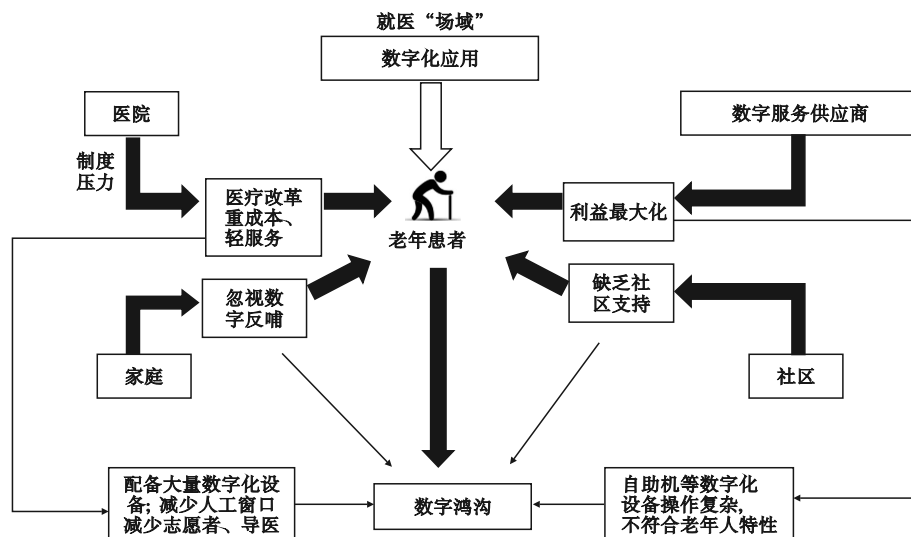 就医“场域”
数字化应用
医院
数字服务供应商
制度
压力
医疗改革
重成本、
轻服务
利益最大化
老年患者
忽视数
字反哺
缺乏社
区支持
家庭
社区
配备大量数字化设
备; 减少人工窗口
减少志愿者、导医
数字鸿沟
自助机等数字化
设备操作复杂,
不符合老年人特性